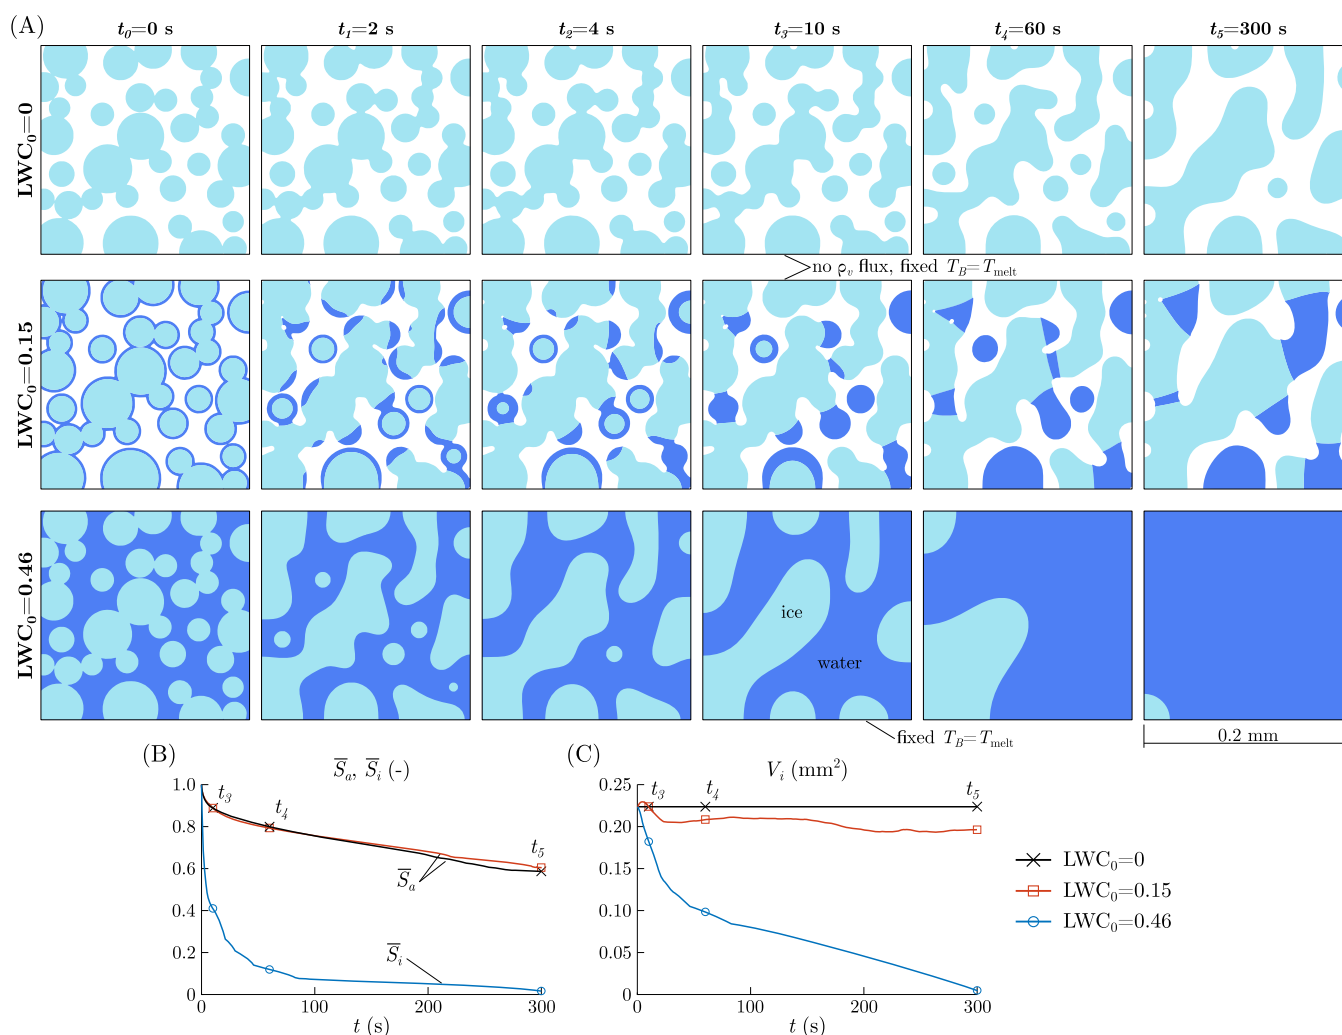 (A)
t0=0 s t1=2 s t2=4 s t3=10 s t4=60 s t5=300 s
LWC0=0
no ρv flux, fixed TB=Tmelt
LWC0=0.15
LWC0=0.46
ice
water
fixed TB=Tmelt
0.2 mm
(B)
S̅a, S̅i (-)
1.0
0.8
0.6
0.4
0.2
0
t3
t4
t5
S̅a
S̅i
0 100 200 300
t (s)
(C)
Vi (mm²)
0.25
0.20
0.15
0.10
0.05
0
t3
t4
t5
0 100 200 300
t (s)
LWC0=0
LWC0=0.15
LWC0=0.46